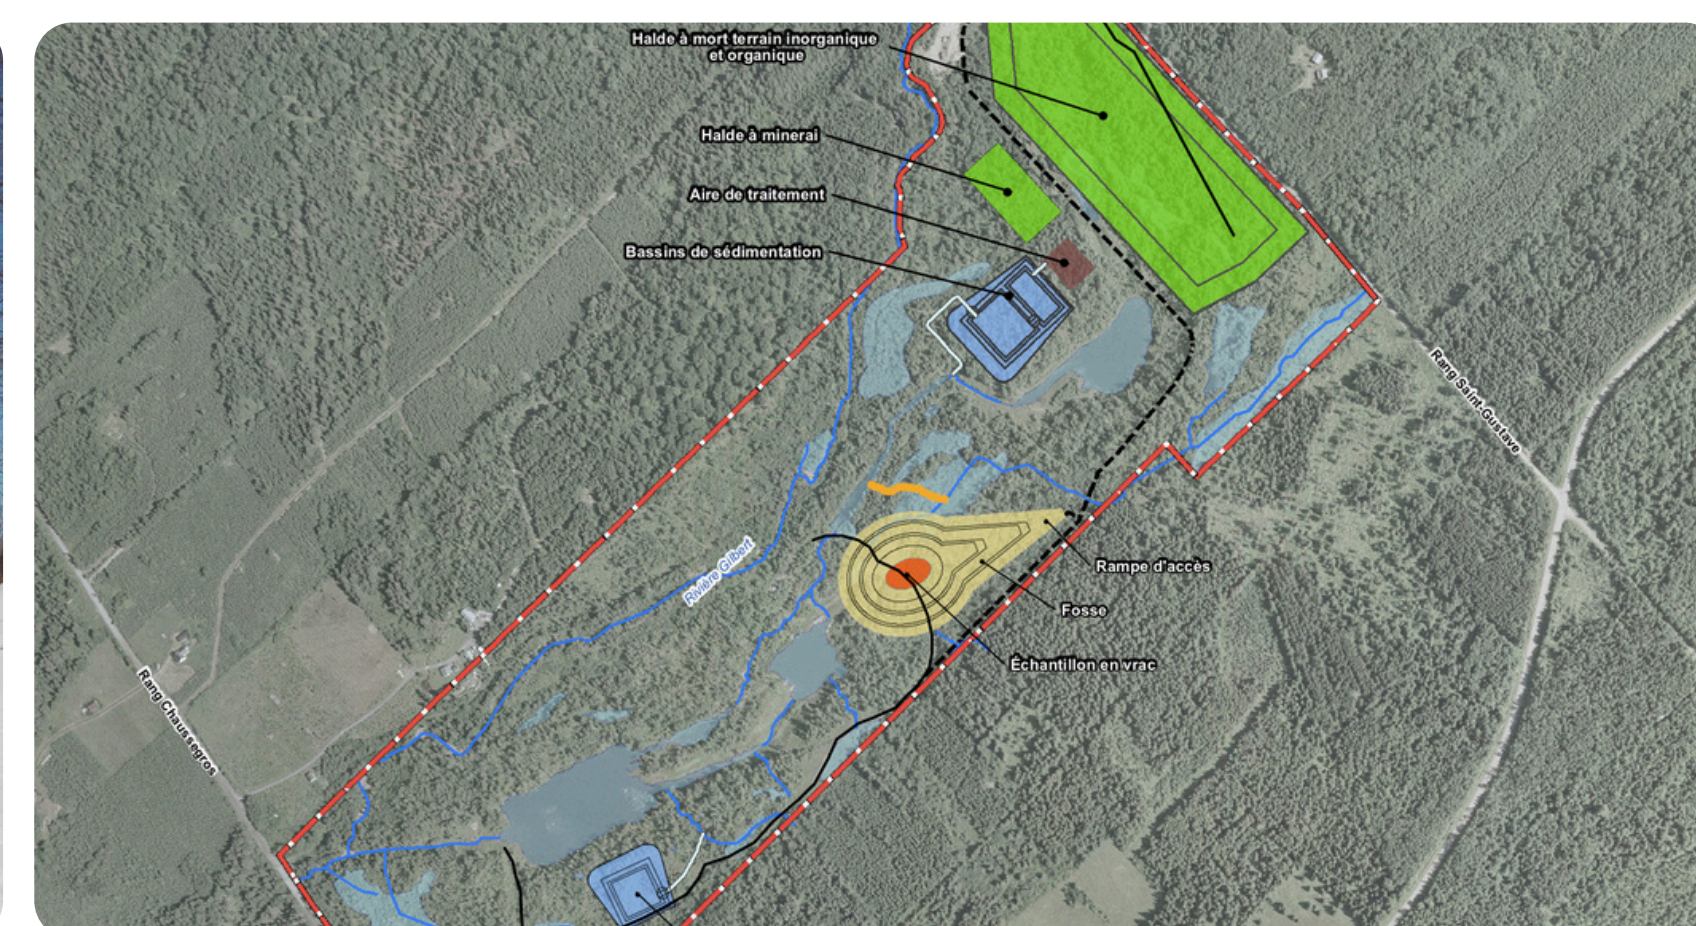 Halde à mort terrain inorganique
et organique
Halde à minerai
Aire de traitement
Bassins de sédimentation
Rang Saint-Gustave
Rivière Gilbert
Rampe d'accès
Fosse
Échantillon en vrac
Rang Chaussegros